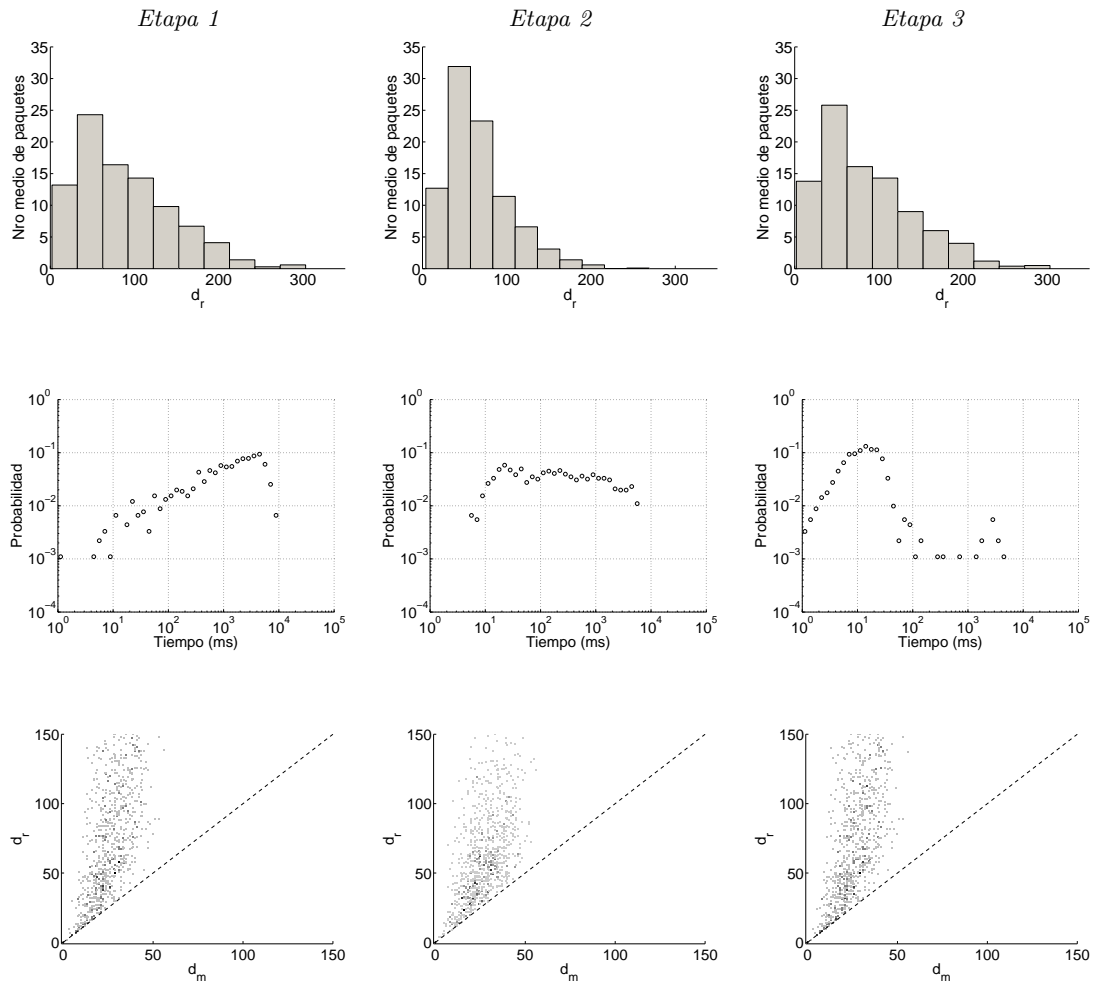 Etapa 1 Etapa 2 Etapa 3
35 35 35
30 30 30
25 25 25
20 20 20
15 15 15
10 10 10
5 5 5
0 0 0
Nro medio de paquetes Nro medio de paquetes Nro medio de paquetes
0 100 200 300 0 100 200 300 0 100 200 300
d_r d_r d_r
10^0 10^0 10^0
10^-1 10^-1 10^-1
10^-2 10^-2 10^-2
10^-3 10^-3 10^-3
10^-4 10^-4 10^-4
Probabilidad Probabilidad Probabilidad
10^0 10^1 10^2 10^3 10^4 10^5 10^0 10^1 10^2 10^3 10^4 10^5 10^0 10^1 10^2 10^3 10^4 10^5
Tiempo (ms) Tiempo (ms) Tiempo (ms)
150 150 150
100 100 100
50 50 50
0 0 0
d_r d_r d_r
0 50 100 150 0 50 100 150 0 50 100 150
d_m d_m d_m